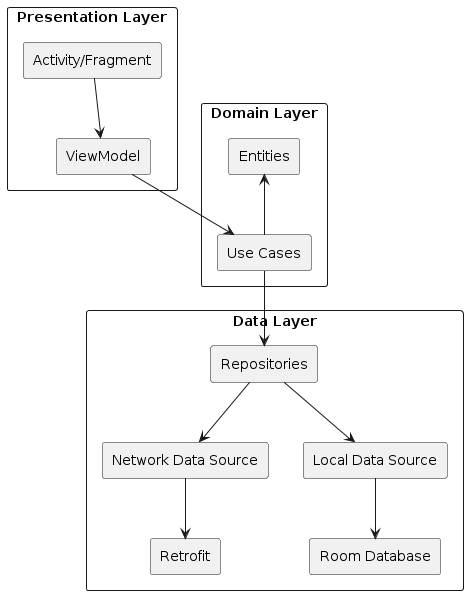 Presentation Layer
Activity/Fragment
ViewModel
Domain Layer
Entities
Use Cases
Data Layer
Repositories
Network Data Source
Local Data Source
Retrofit
Room Database